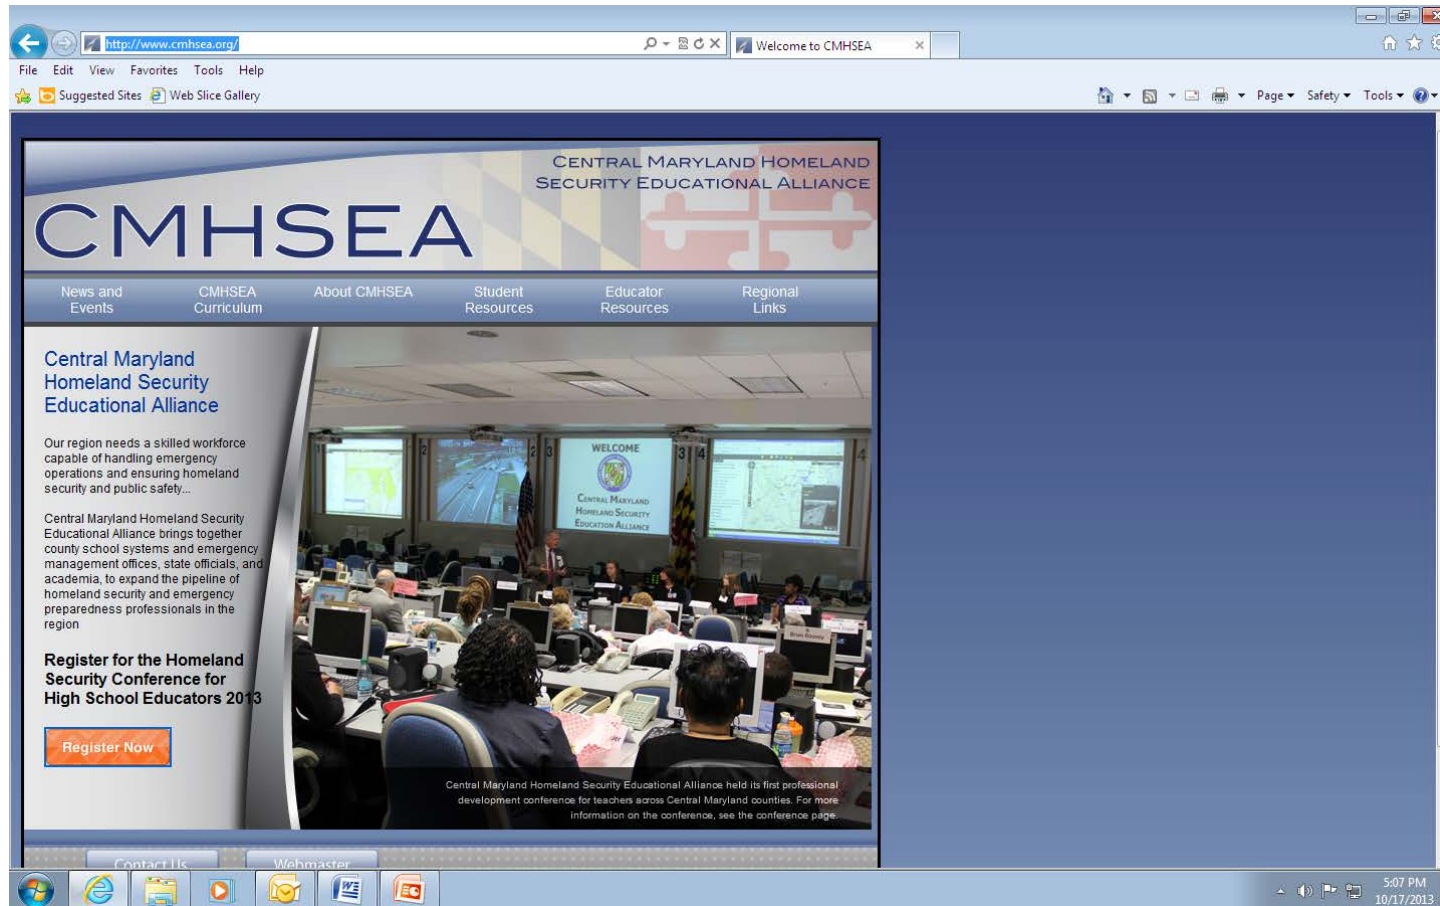 http://www.cmhsea.org/
Welcome to CMHSEA
File Edit View Favorites Tools Help
Suggested Sites Web Slice Gallery
Page Safety Tools
CENTRAL MARYLAND HOMELAND
SECURITY EDUCATIONAL ALLIANCE
CMHSEA
News and
Events
CMHSEA
Curriculum
About CMHSEA
Student
Resources
Educator
Resources
Regional
Links
Central Maryland
Homeland Security
Educational Alliance
Our region needs a skilled workforce
capable of handling emergency
operations and ensuring homeland
security and public safety...
Central Maryland Homeland Security
Educational Alliance brings together
county school systems and emergency
management offices, state officials, and
academia, to expand the pipeline of
homeland security and emergency
preparedness professionals in the
region
Register for the Homeland
Security Conference for
High School Educators 2013
Register Now
1 2 2 3 3 4 4
WELCOME
CENTRAL MARYLAND
HOMELAND SECURITY
EDUCATION ALLIANCE
Central Maryland Homeland Security Educational Alliance held its first professional
development conference for teachers across Central Maryland counties. For more
information on the conference, see the conference page.
Contact Us
Webmaster
5:07 PM
10/17/2013